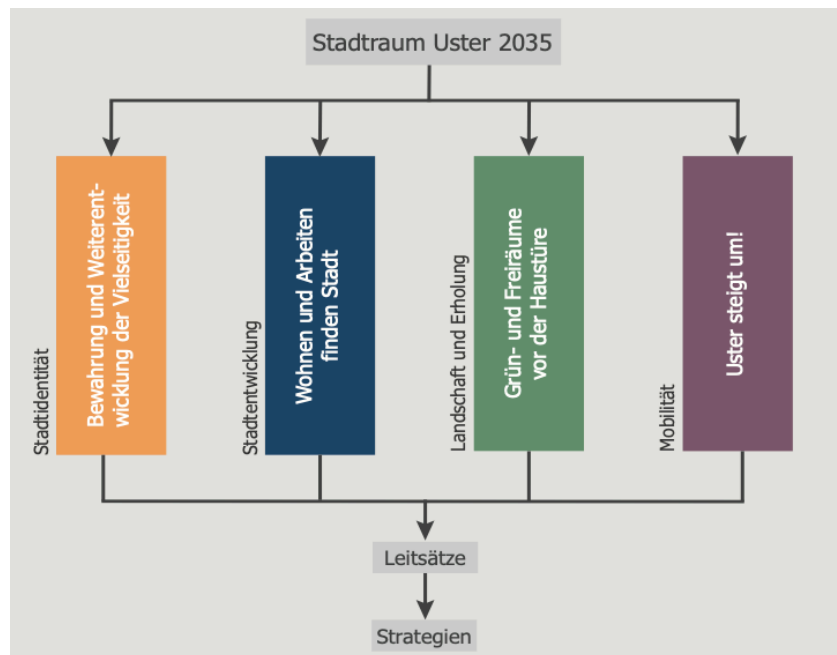 Stadtraum Uster 2035
Stadtidentität
Bewahrung und Weiterent-
wicklung der Vielseitigkeit
Stadtentwicklung
Wohnen und Arbeiten
finden Stadt
Landschaft und Erholung
Grün- und Freiräume
vor der Haustüre
Mobilität
Uster steigt um!
Leitsätze
Strategien